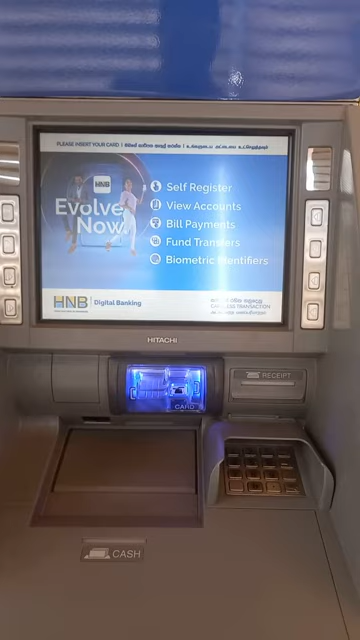 PLEASE INSERT YOUR CARD |
HNB
Evolve
Now.
Self Register
View Accounts
Bill Payments
Fund Transfers
Biometric Identifiers
HNB
Digital Banking
CARDLESS TRANSACTION
HITACHI
CARD
RECEIPT
CASH